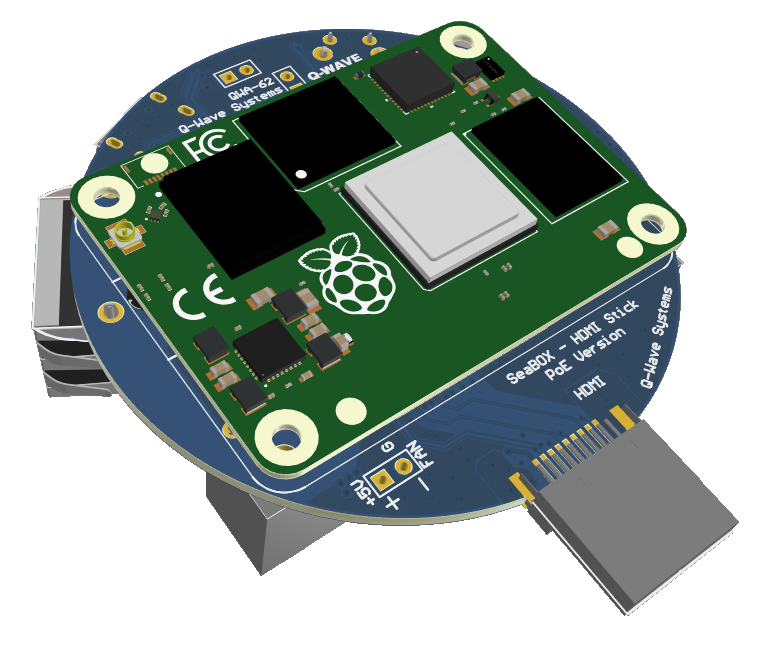 Q-WAVE
QWA-62
Q-Wave Systems
FC
CE
SeaBOX - HDMI Stick
PoE Version
Q-Wave Systems
HDMI
G
+5V
FAN
+
-